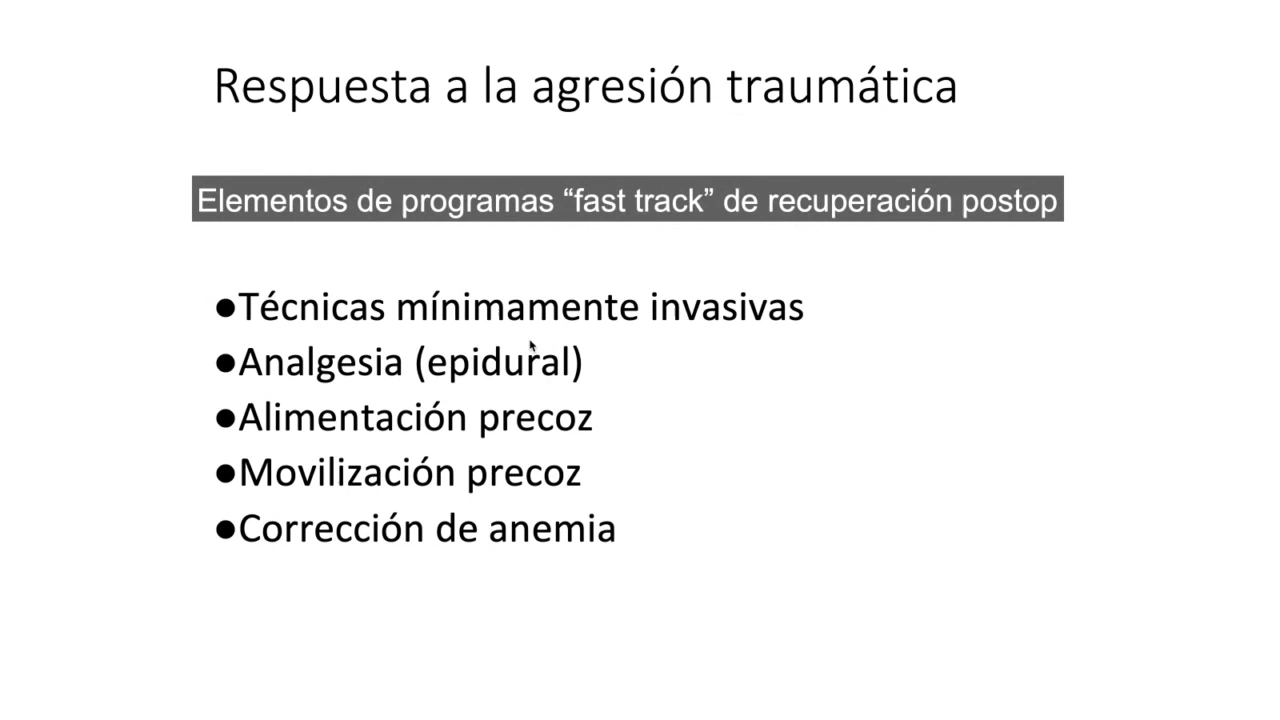 Respuesta a la agresión traumática
Elementos de programas “fast track” de recuperación postop
●Técnicas mínimamente invasivas
●Analgesia (epidural)
●Alimentación precoz
●Movilización precoz
●Corrección de anemia